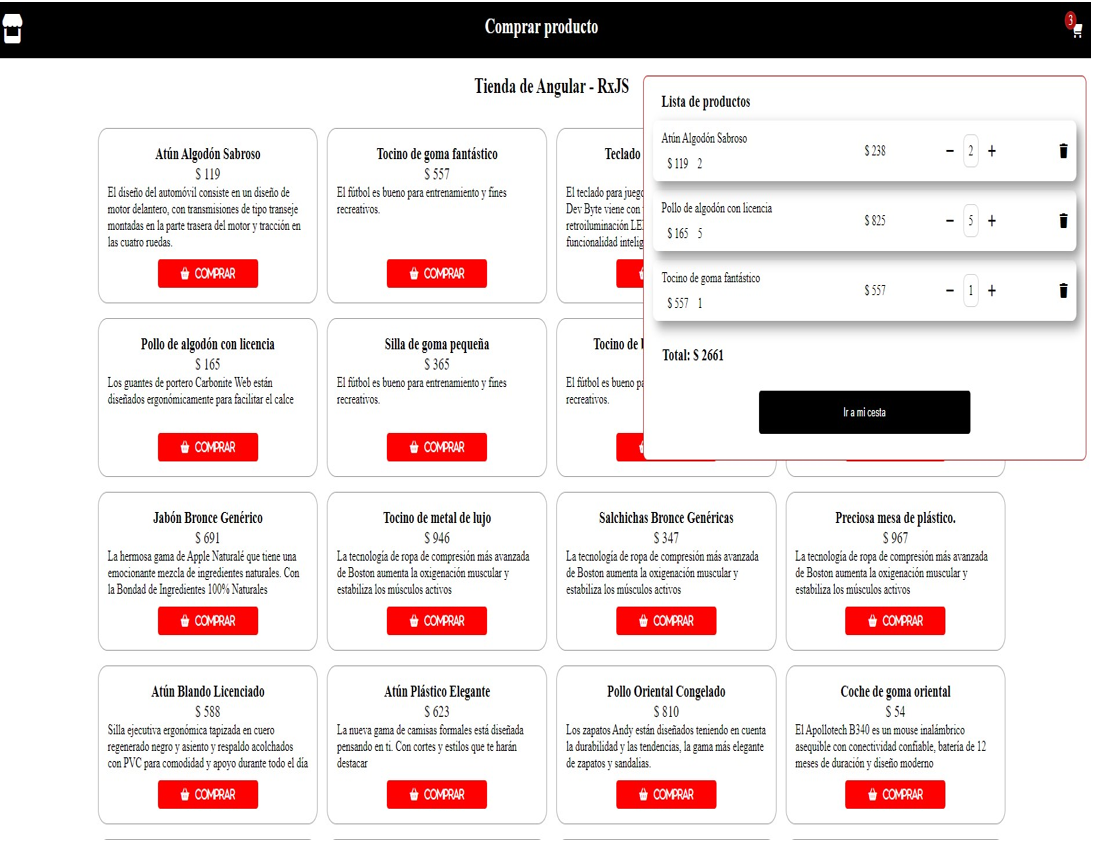 Comprar producto
3
Tienda de Angular - RxJS
Lista de productos
Atún Algodón Sabroso
$ 119 2
$ 238
− 2 +
Pollo de algodón con licencia
$ 165 5
$ 825
− 5 +
Tocino de goma fantástico
$ 557 1
$ 557
− 1 +
Total: $ 2661
Ir a mi cesta
Atún Algodón Sabroso
$ 119
El diseño del automóvil consiste en un diseño de
motor delantero, con transmisiones de tipo transeje
montadas en la parte trasera del motor y tracción en
las cuatro ruedas.
COMPRAR
Tocino de goma fantástico
$ 557
El fútbol es bueno para entrenamiento y fines
recreativos.
COMPRAR
Teclado
El teclado para
Dev Byte viene con
retroiluminación
funcionalidad
Pollo de algodón con licencia
$ 165
Los guantes de portero Carbonite Web están
diseñados ergonómicamente para facilitar el calce
COMPRAR
Silla de goma pequeña
$ 365
El fútbol es bueno para entrenamiento y fines
recreativos.
COMPRAR
Tocino de
El fútbol es bueno
recreativos.
Jabón Bronce Genérico
$ 691
La hermosa gama de Apple Naturalé que tiene una
emocionante mezcla de ingredientes naturales. Con
la Bondad de Ingredientes 100% Naturales
COMPRAR
Tocino de metal de lujo
$ 946
La tecnología de ropa de compresión más avanzada
de Boston aumenta la oxigenación muscular y
estabiliza los músculos activos
COMPRAR
Salchichas Bronce Genéricas
$ 347
La tecnología de ropa de compresión más avanzada
de Boston aumenta la oxigenación muscular y
estabiliza los músculos activos
COMPRAR
Preciosa mesa de plástico.
$ 967
La tecnología de ropa de compresión más avanzada
de Boston aumenta la oxigenación muscular y
estabiliza los músculos activos
COMPRAR
Atún Blando Licenciado
$ 588
Silla ejecutiva ergonómica tapizada en cuero
regenerado negro y asiento y respaldo acolchados
con PVC para comodidad y apoyo durante todo el día
COMPRAR
Atún Plástico Elegante
$ 623
La nueva gama de camisas formales está diseñada
pensando en ti. Con cortes y estilos que te harán
destacar
COMPRAR
Pollo Oriental Congelado
$ 810
Los zapatos Andy están diseñados teniendo en cuenta
la durabilidad y las tendencias, la gama más elegante
de zapatos y sandalias.
COMPRAR
Coche de goma oriental
$ 54
El Apollotech B340 es un mouse inalámbrico
asequible con conectividad confiable, batería de 12
meses de duración y diseño moderno
COMPRAR